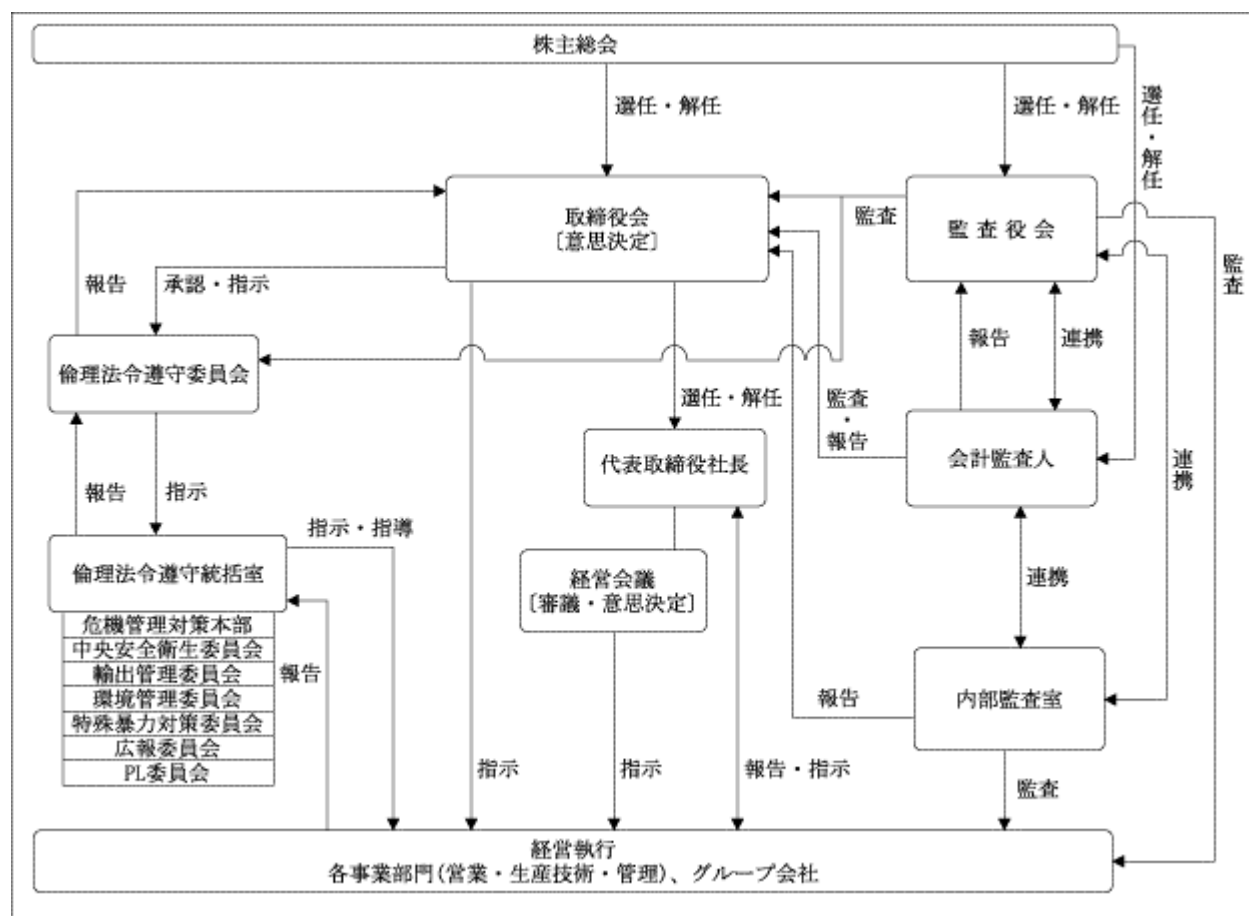 株主総会
選任・解任
選任・解任
選任・解任
取締役会
〔意思決定〕
監査
監査役会
監査
報告
承認・指示
報告
連携
倫理法令遵守委員会
選任・解任
監査・報告
代表取締役社長
会計監査人
連携
報告
指示
指示・指導
倫理法令遵守統括室
経営会議
〔審議・意思決定〕
連携
危機管理対策本部
中央安全衛生委員会
輸出管理委員会
環境管理委員会
特殊暴力対策委員会
広報委員会
PL委員会
報告
報告
内部監査室
指示
指示
報告・指示
監査
経営執行
各事業部門(営業・生産技術・管理)、グループ会社